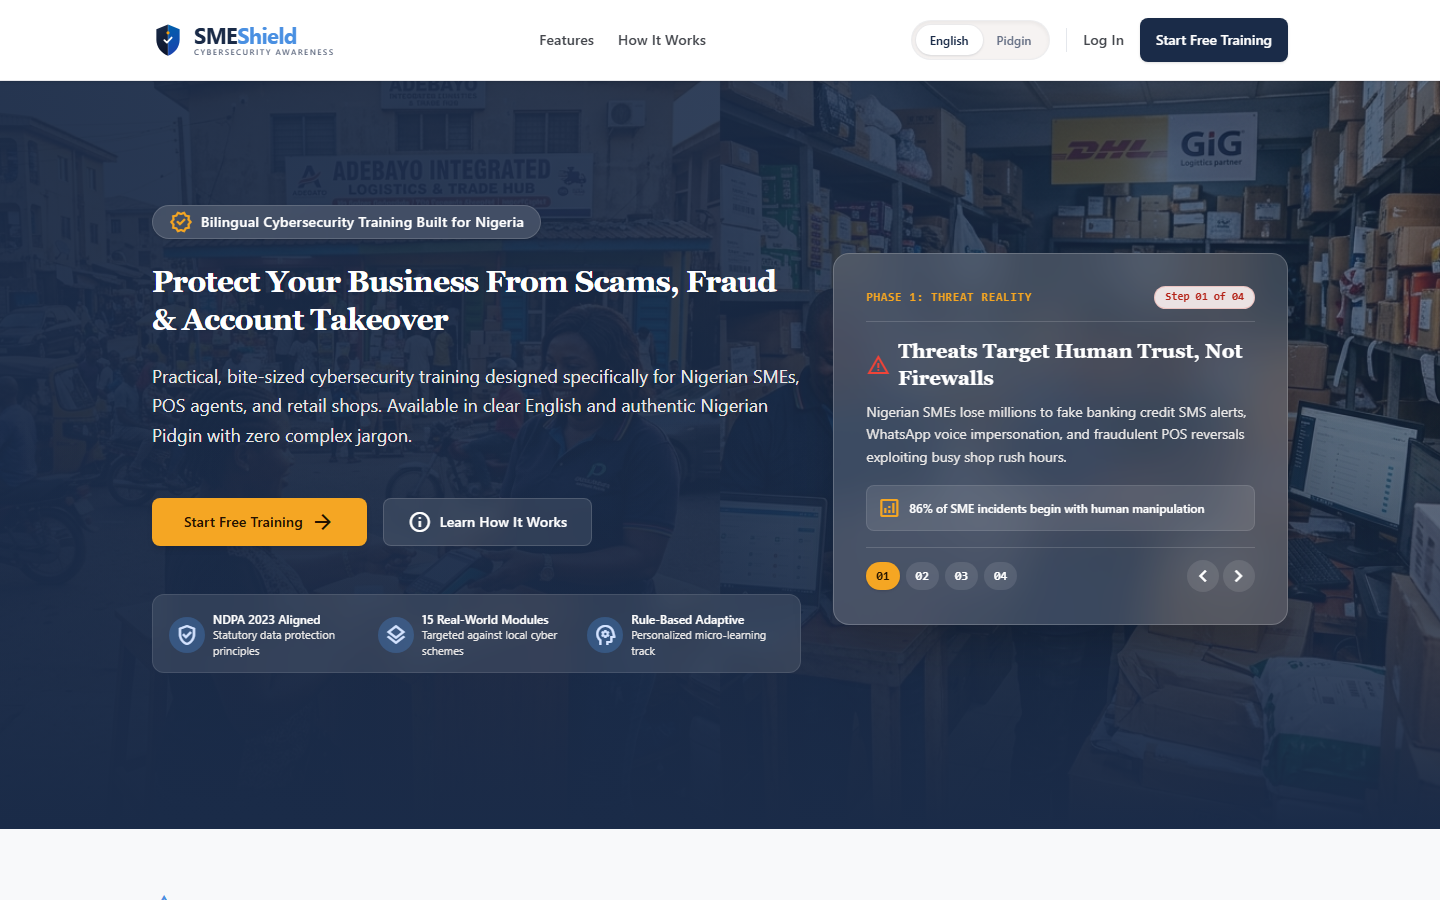 SMEShield
CYBERSECURITY AWARENESS
Features
How It Works
English
Pidgin
Log In
Start Free Training
ADEBAYO
ADEBAYO INTEGRATED
LOGISTICS & TRADE HUB
DHL
GiG
Logistics partner
Bilingual Cybersecurity Training Built for Nigeria
Protect Your Business From Scams, Fraud
& Account Takeover
Practical, bite-sized cybersecurity training designed specifically for Nigerian SMEs,
POS agents, and retail shops. Available in clear English and authentic Nigerian
Pidgin with zero complex jargon.
Start Free Training
Learn How It Works
NDPA 2023 Aligned
Statutory data protection
principles
15 Real-World Modules
Targeted against local cyber
schemes
Rule-Based Adaptive
Personalized micro-learning
track
PHASE 1: THREAT REALITY
Step 01 of 04
Threats Target Human Trust, Not
Firewalls
Nigerian SMEs lose millions to fake banking credit SMS alerts,
WhatsApp voice impersonation, and fraudulent POS reversals
exploiting busy shop rush hours.
86% of SME incidents begin with human manipulation
01
02
03
04